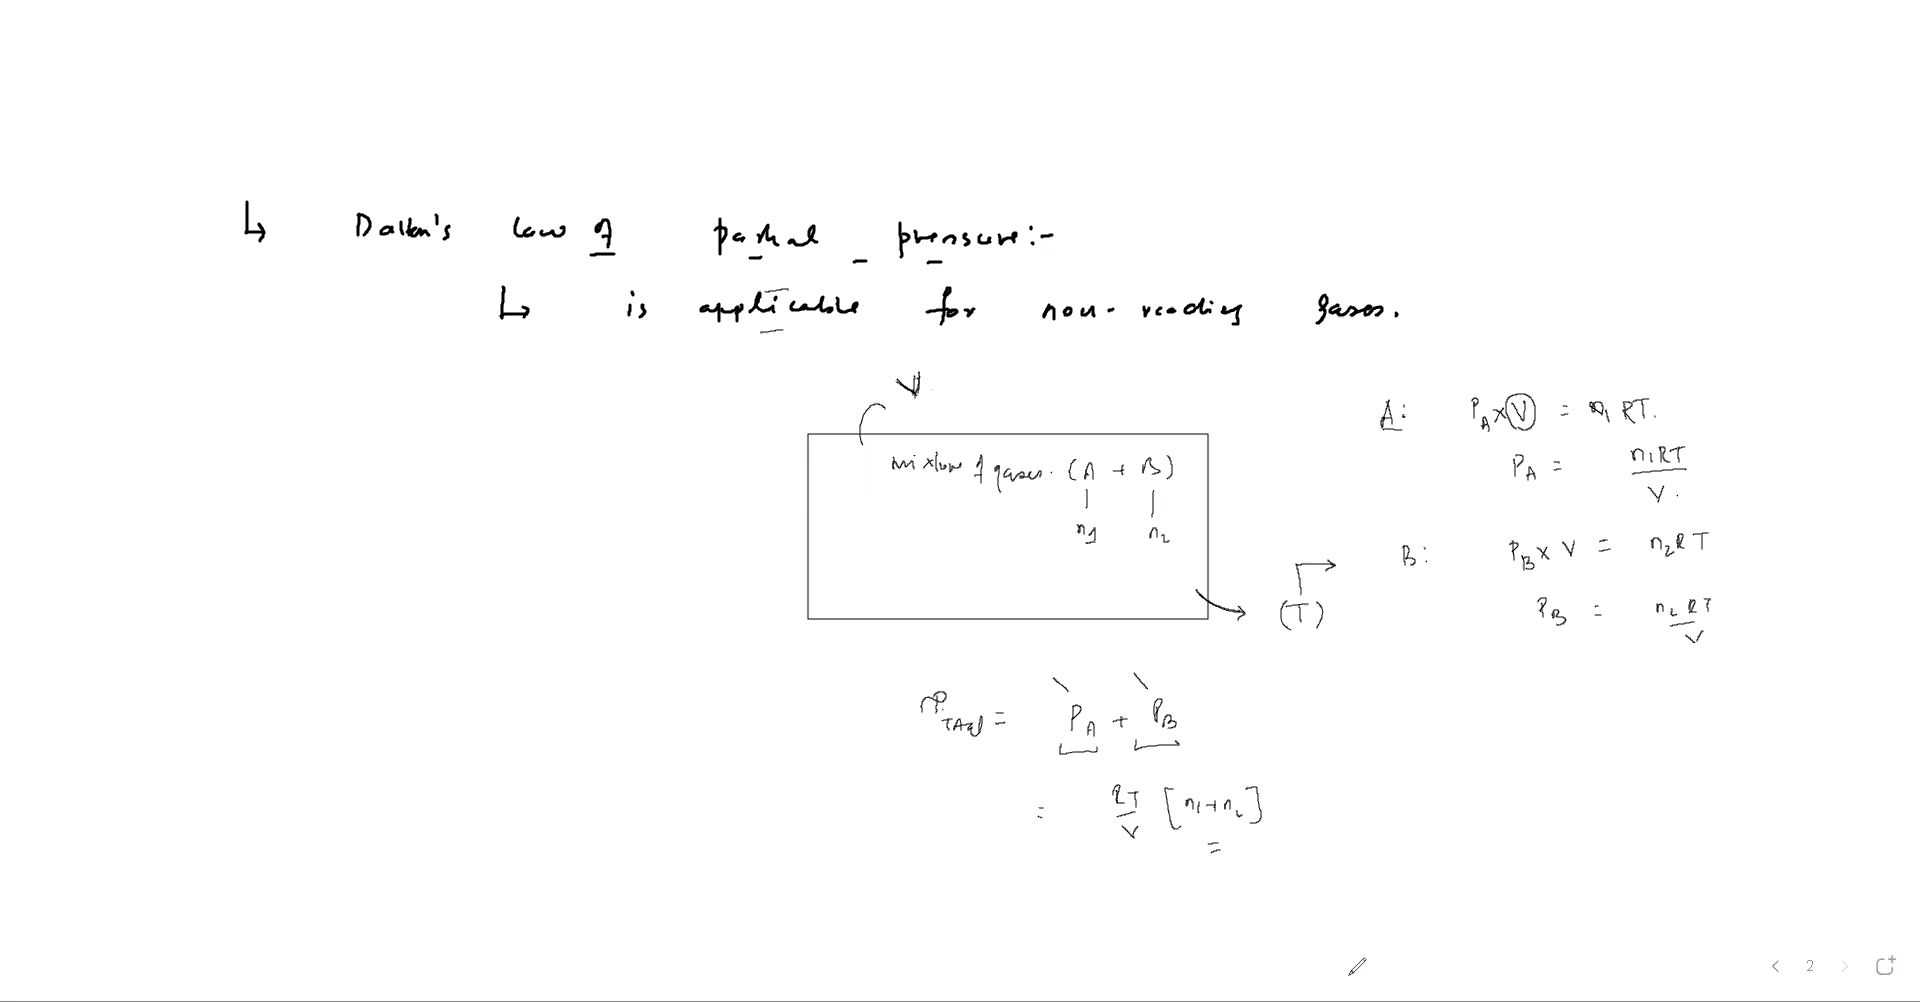 ↳ Dalton's law of partial pressure:-
↳ is applicable for non-reacting gases.
V
mixture of gases. (A + B)
n1 n2
(T)
A: PA × V = n1 RT.
PA = n1RT / V.
B: PB × V = n2RT
PB = n2RT / V
= PA + PB
= RT / V [n1+n2]
2